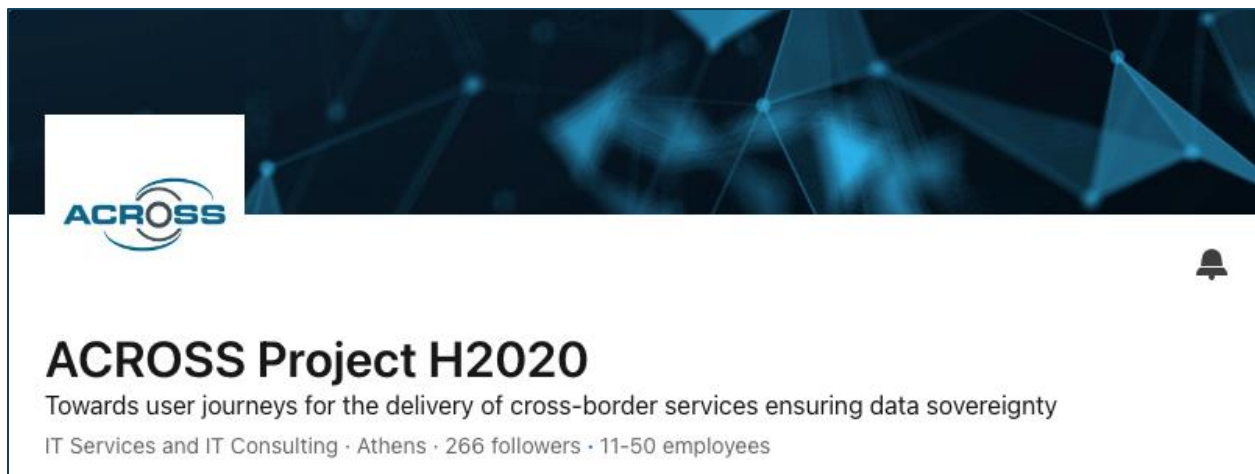 ACROSS
ACROSS Project H2020
Towards user journeys for the delivery of cross-border services ensuring data sovereignty
IT Services and IT Consulting · Athens · 266 followers · 11-50 employees